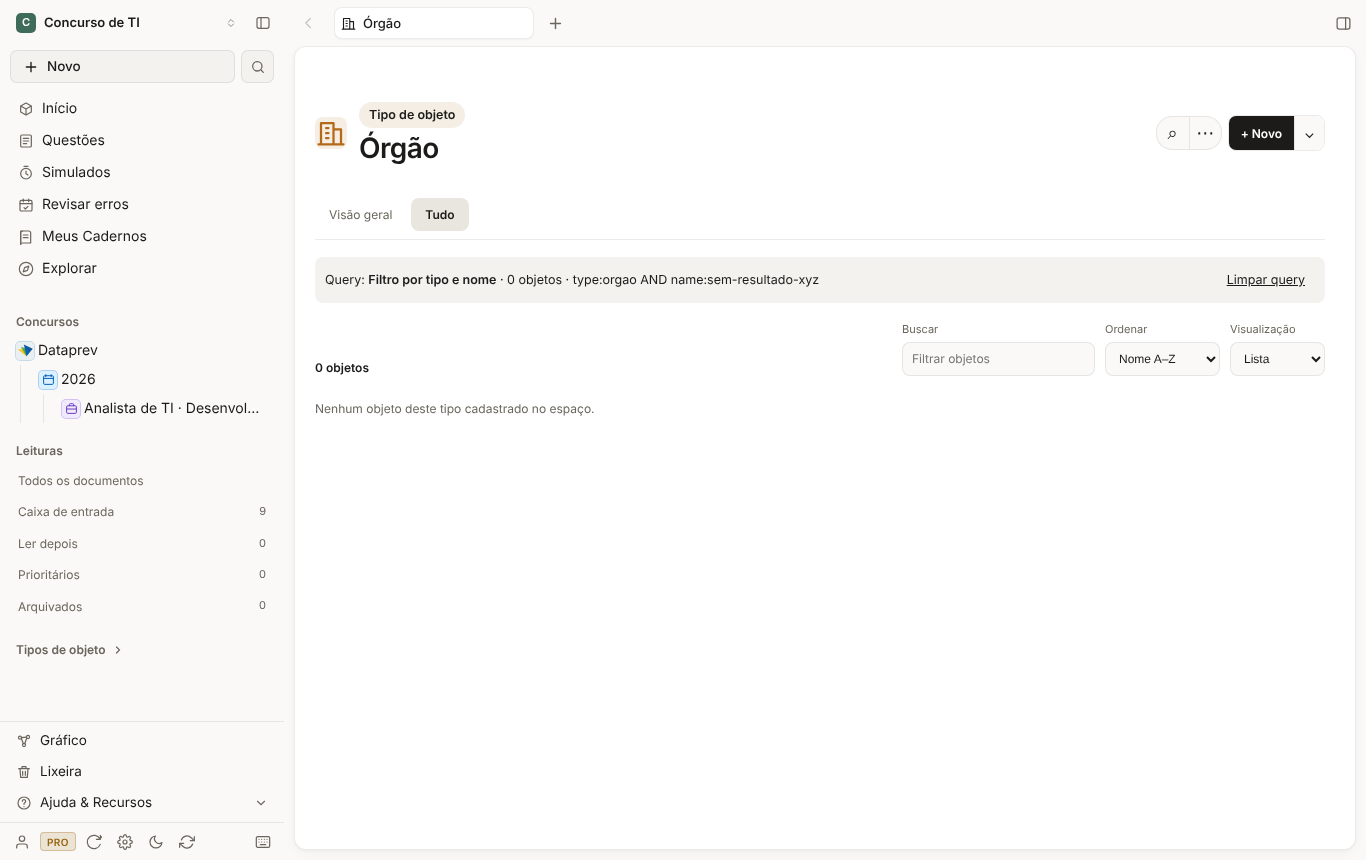 C Concurso de TI
Novo
Início
Questões
Simulados
Revisar erros
Meus Cadernos
Explorar
Concursos
Dataprev
2026
Analista de TI · Desenvol...
Leituras
Todos os documentos
Caixa de entrada 9
Ler depois 0
Prioritários 0
Arquivados 0
Tipos de objeto
Gráfico
Lixeira
Ajuda & Recursos
PRO
Órgão
Tipo de objeto
Órgão
+ Novo
Visão geral
Tudo
Query: Filtro por tipo e nome · 0 objetos · type:orgao AND name:sem-resultado-xyz
Limpar query
Buscar
Ordenar
Visualização
0 objetos
Filtrar objetos
Nome A–Z
Lista
Nenhum objeto deste tipo cadastrado no espaço.